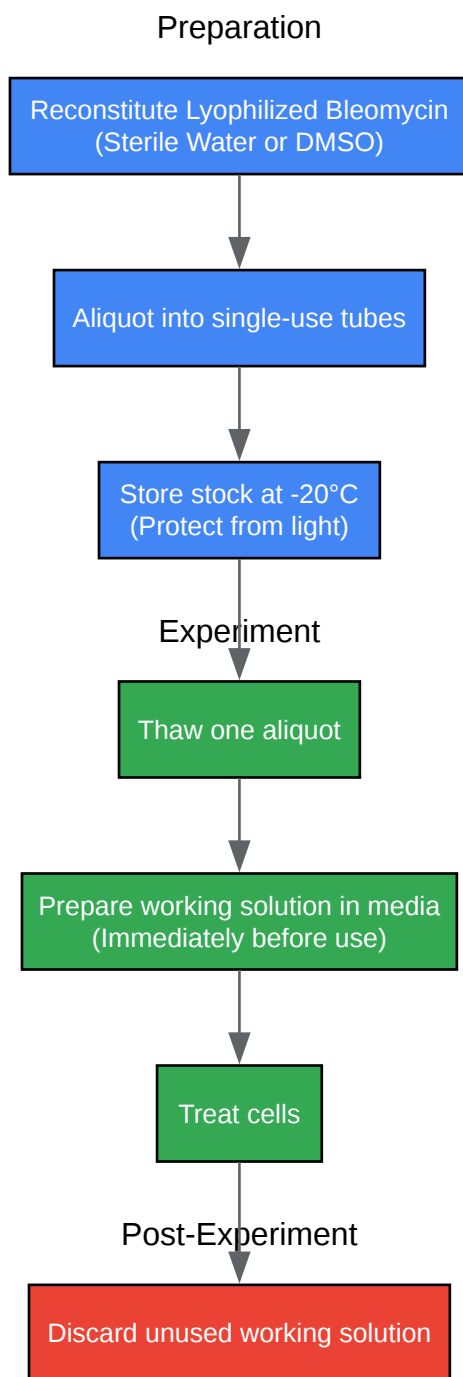 Preparation
Reconstitute Lyophilized Bleomycin
(Sterile Water or DMSO)
Aliquot into single-use tubes
Store stock at -20°C
(Protect from light)
Experiment
Thaw one aliquot
Prepare working solution in media
(Immediately before use)
Treat cells
Post-Experiment
Discard unused working solution